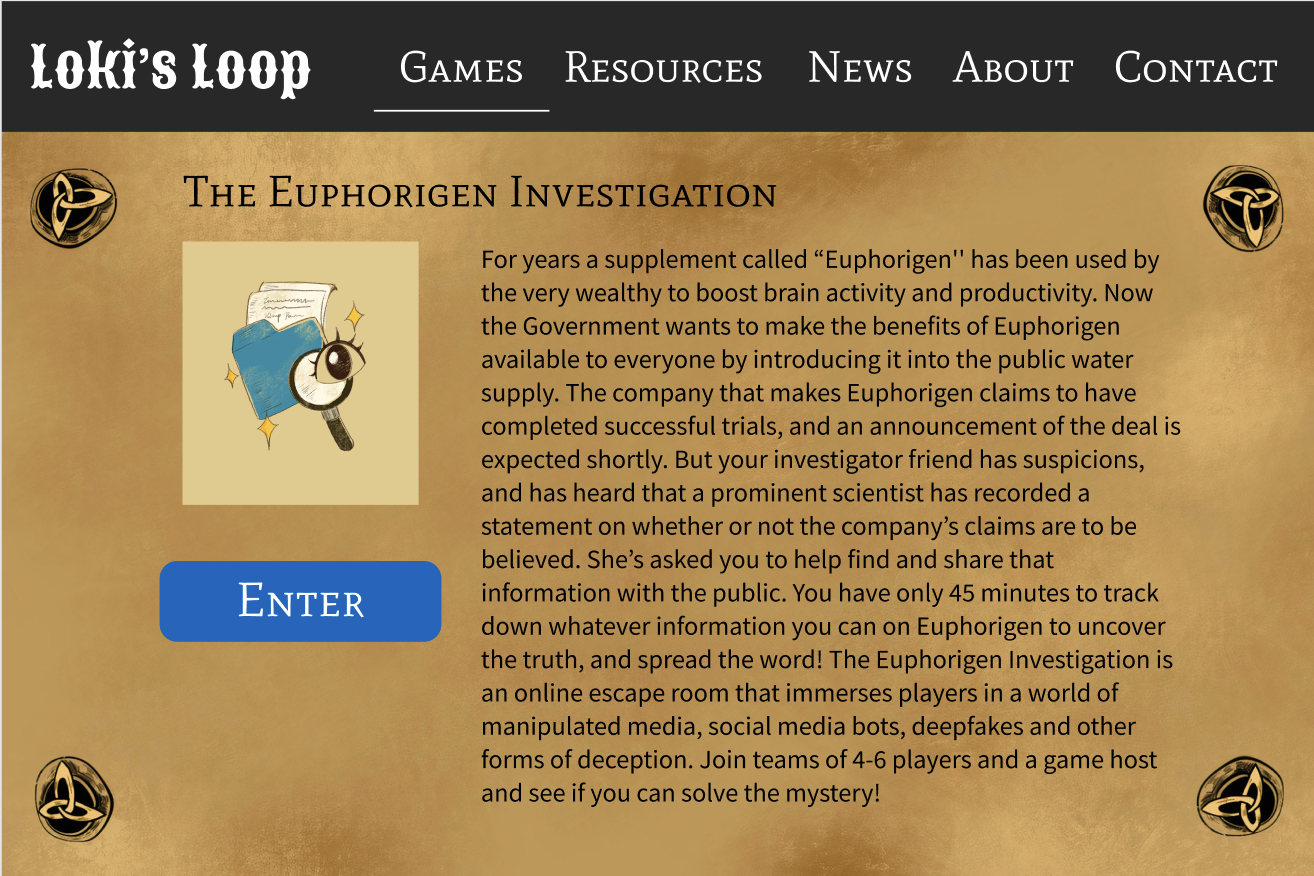 Loki's Loop
Games
Resources
News
About
Contact
The Euphorigen Investigation
For years a supplement called “Euphorigen'' has been used by
the very wealthy to boost brain activity and productivity. Now
the Government wants to make the benefits of Euphorigen
available to everyone by introducing it into the public water
supply. The company that makes Euphorigen claims to have
completed successful trials, and an announcement of the deal is
expected shortly. But your investigator friend has suspicions,
and has heard that a prominent scientist has recorded a
statement on whether or not the company’s claims are to be
believed. She’s asked you to help find and share that
information with the public. You have only 45 minutes to track
down whatever information you can on Euphorigen to uncover
the truth, and spread the word! The Euphorigen Investigation is
an online escape room that immerses players in a world of
manipulated media, social media bots, deepfakes and other
forms of deception. Join teams of 4-6 players and a game host
and see if you can solve the mystery!
Enter